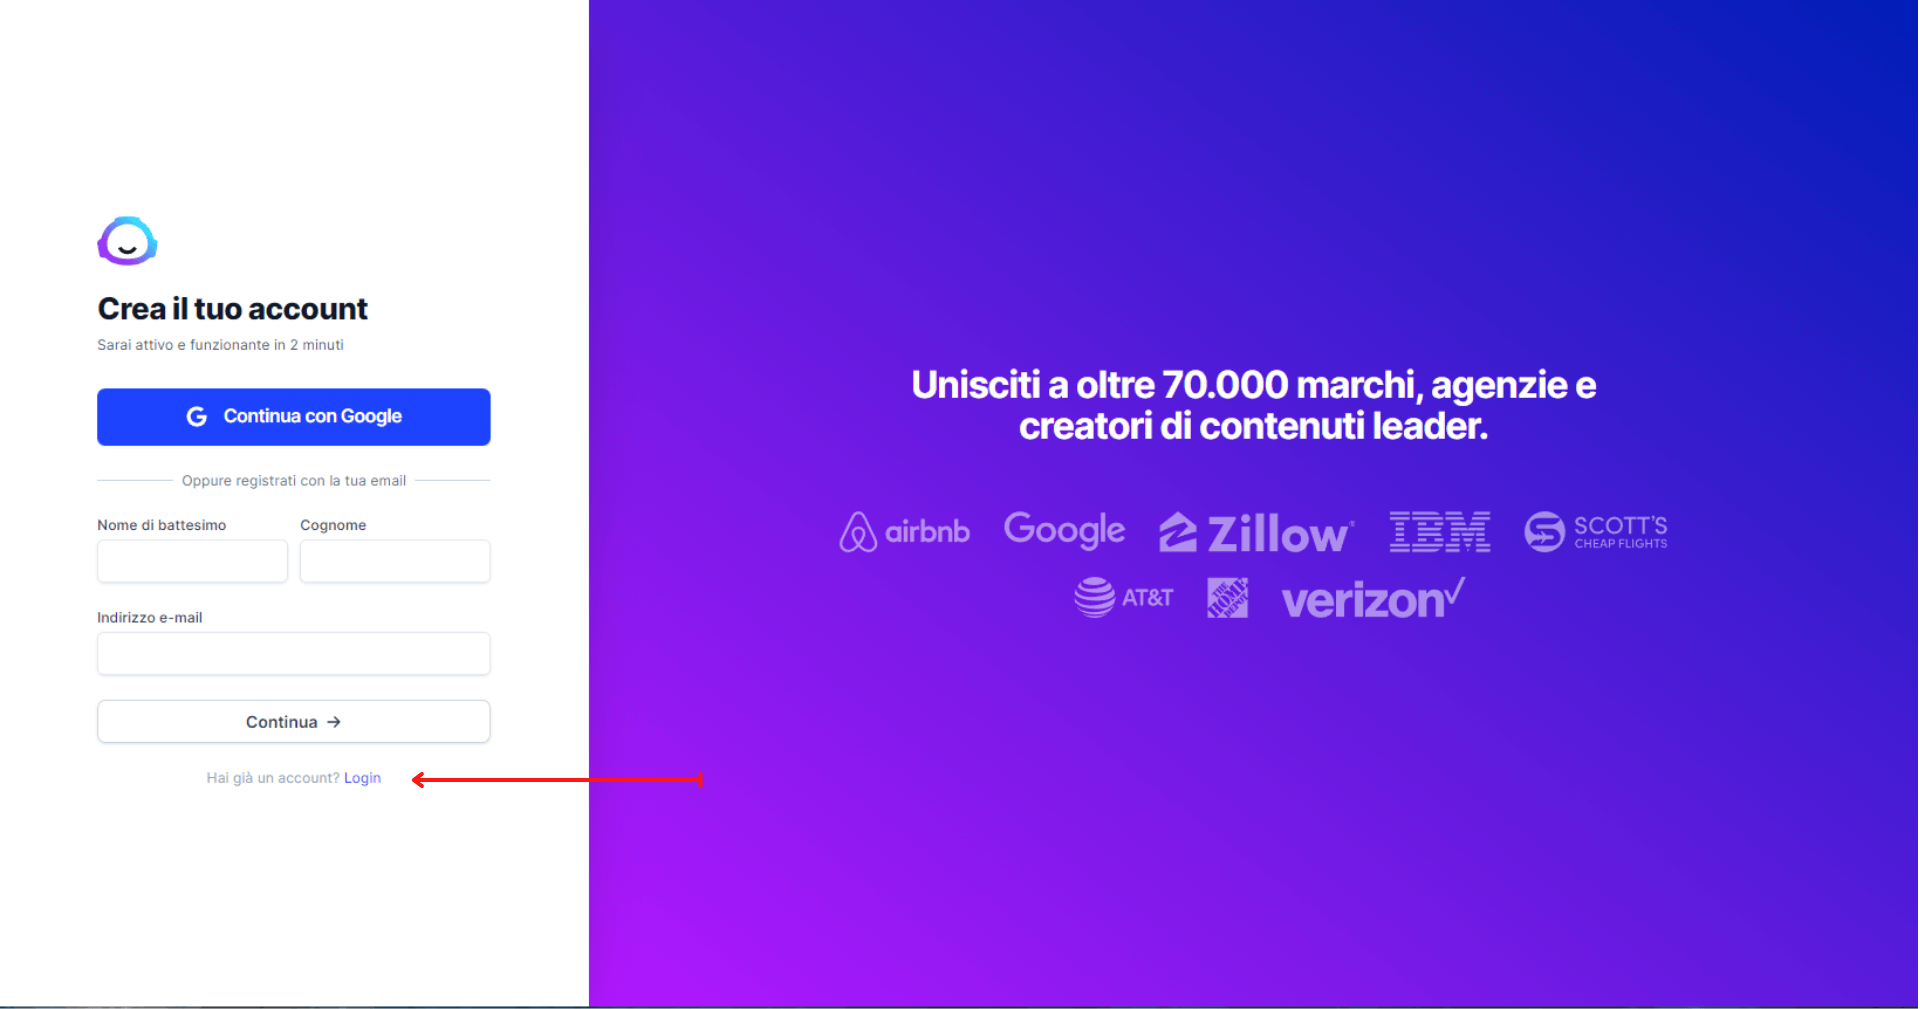 Crea il tuo account
Sarai attivo e funzionante in 2 minuti
G Continua con Google
Oppure registrati con la tua email
Nome di battesimo
Cognome
Indirizzo e-mail
Continua →
Hai già un account? Login
Unisciti a oltre 70.000 marchi, agenzie e
creatori di contenuti leader.
airbnb Google Zillow® IBM SCOTT'S
CHEAP FLIGHTS
AT&T THE HOME DEPOT verizon✓